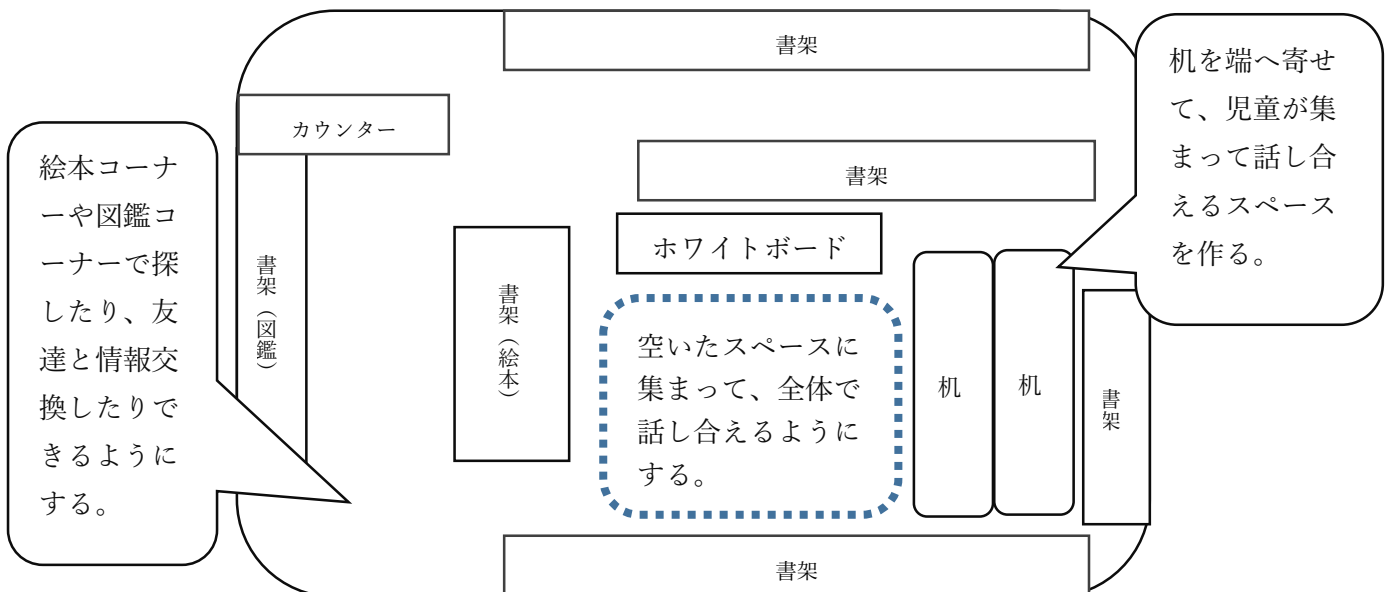 書架
机を端へ寄せ
て、児童が集
まって話し合
えるスペース
を作る。
カウンター
書架
絵本コーナ
ーや図鑑コ
ーナーで探
したり、友
達と情報交
換したりで
きるように
する。
書架（図鑑）
書架（絵本）
ホワイトボード
空いたスペースに
集まって、全体で
話し合えるように
する。
机
机
書架
書架